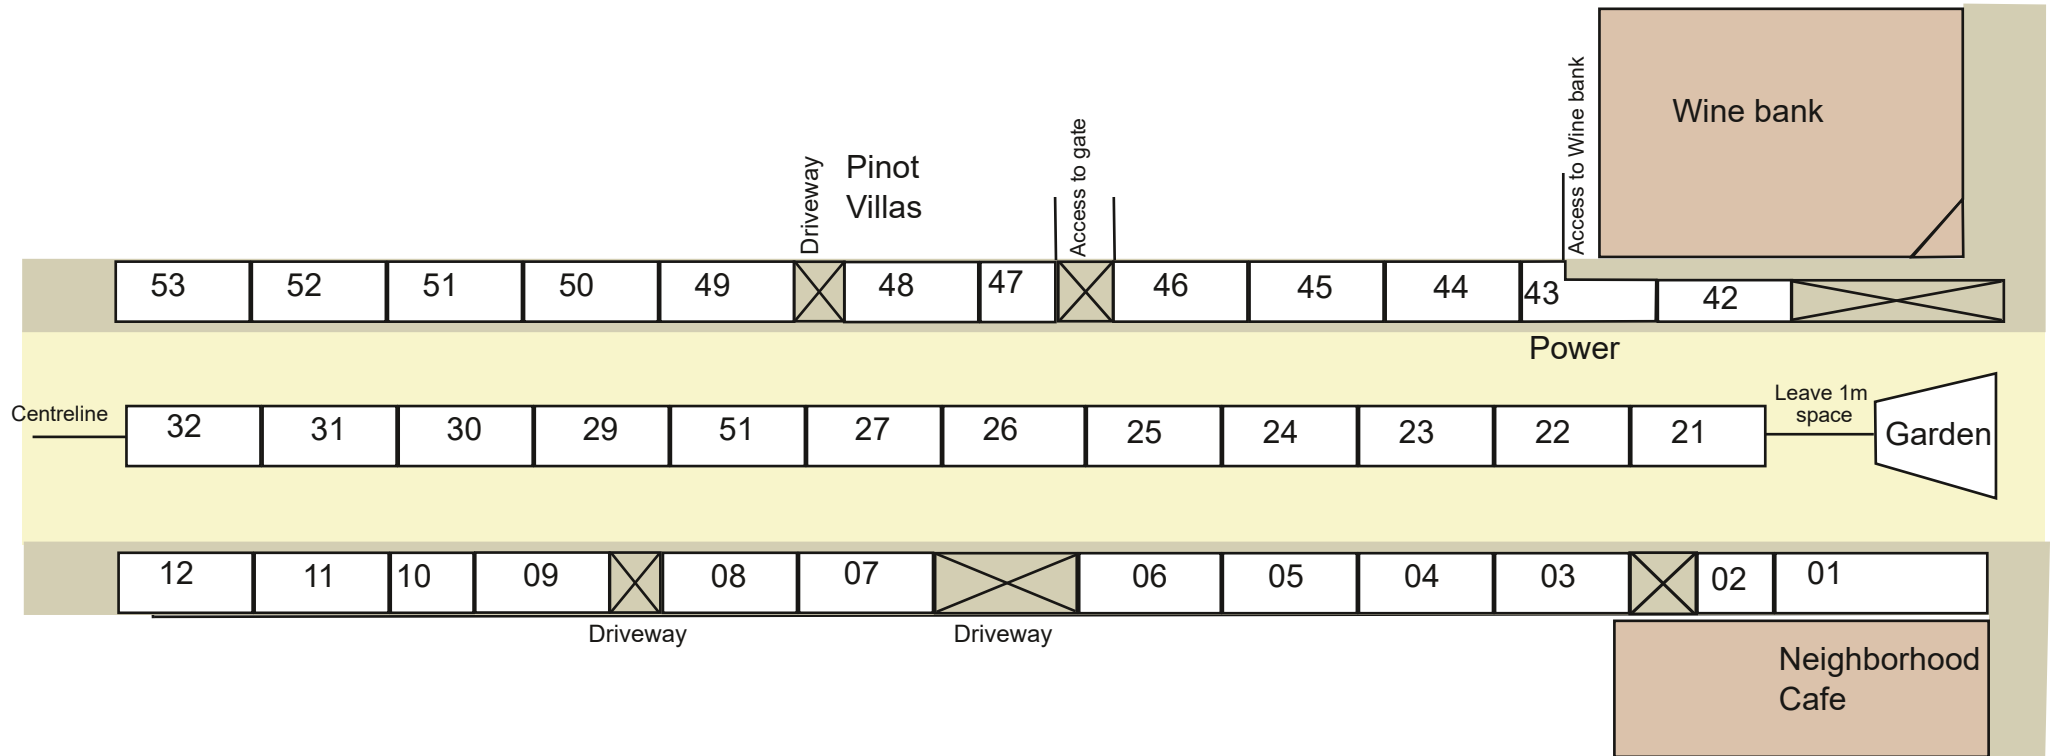 Wine bank
Access to Wine bank
Access to gate
Driveway
Pinot
Villas
53 52 51 50 49 48 47 46 45 44 43 42
Power
Centreline
Leave 1m
space
32 31 30 29 51 27 26 25 24 23 22 21
Garden
12 11 10 09 08 07 06 05 04 03 02 01
Driveway Driveway
Neighborhood
Cafe